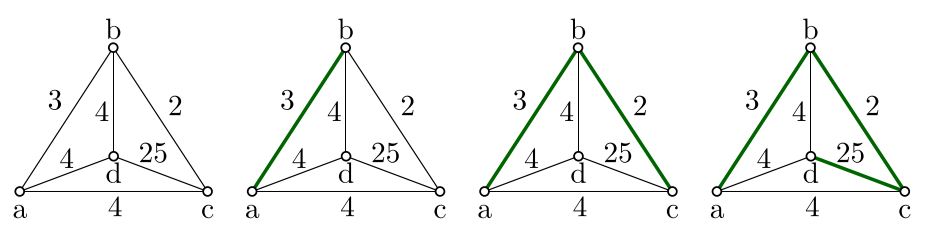 b b b b
3 2 3 2 3 2 3 2
4 4 4 4
4 25 4 25 4 25 4 25
d d d d
a 4 c a 4 c a 4 c a 4 c